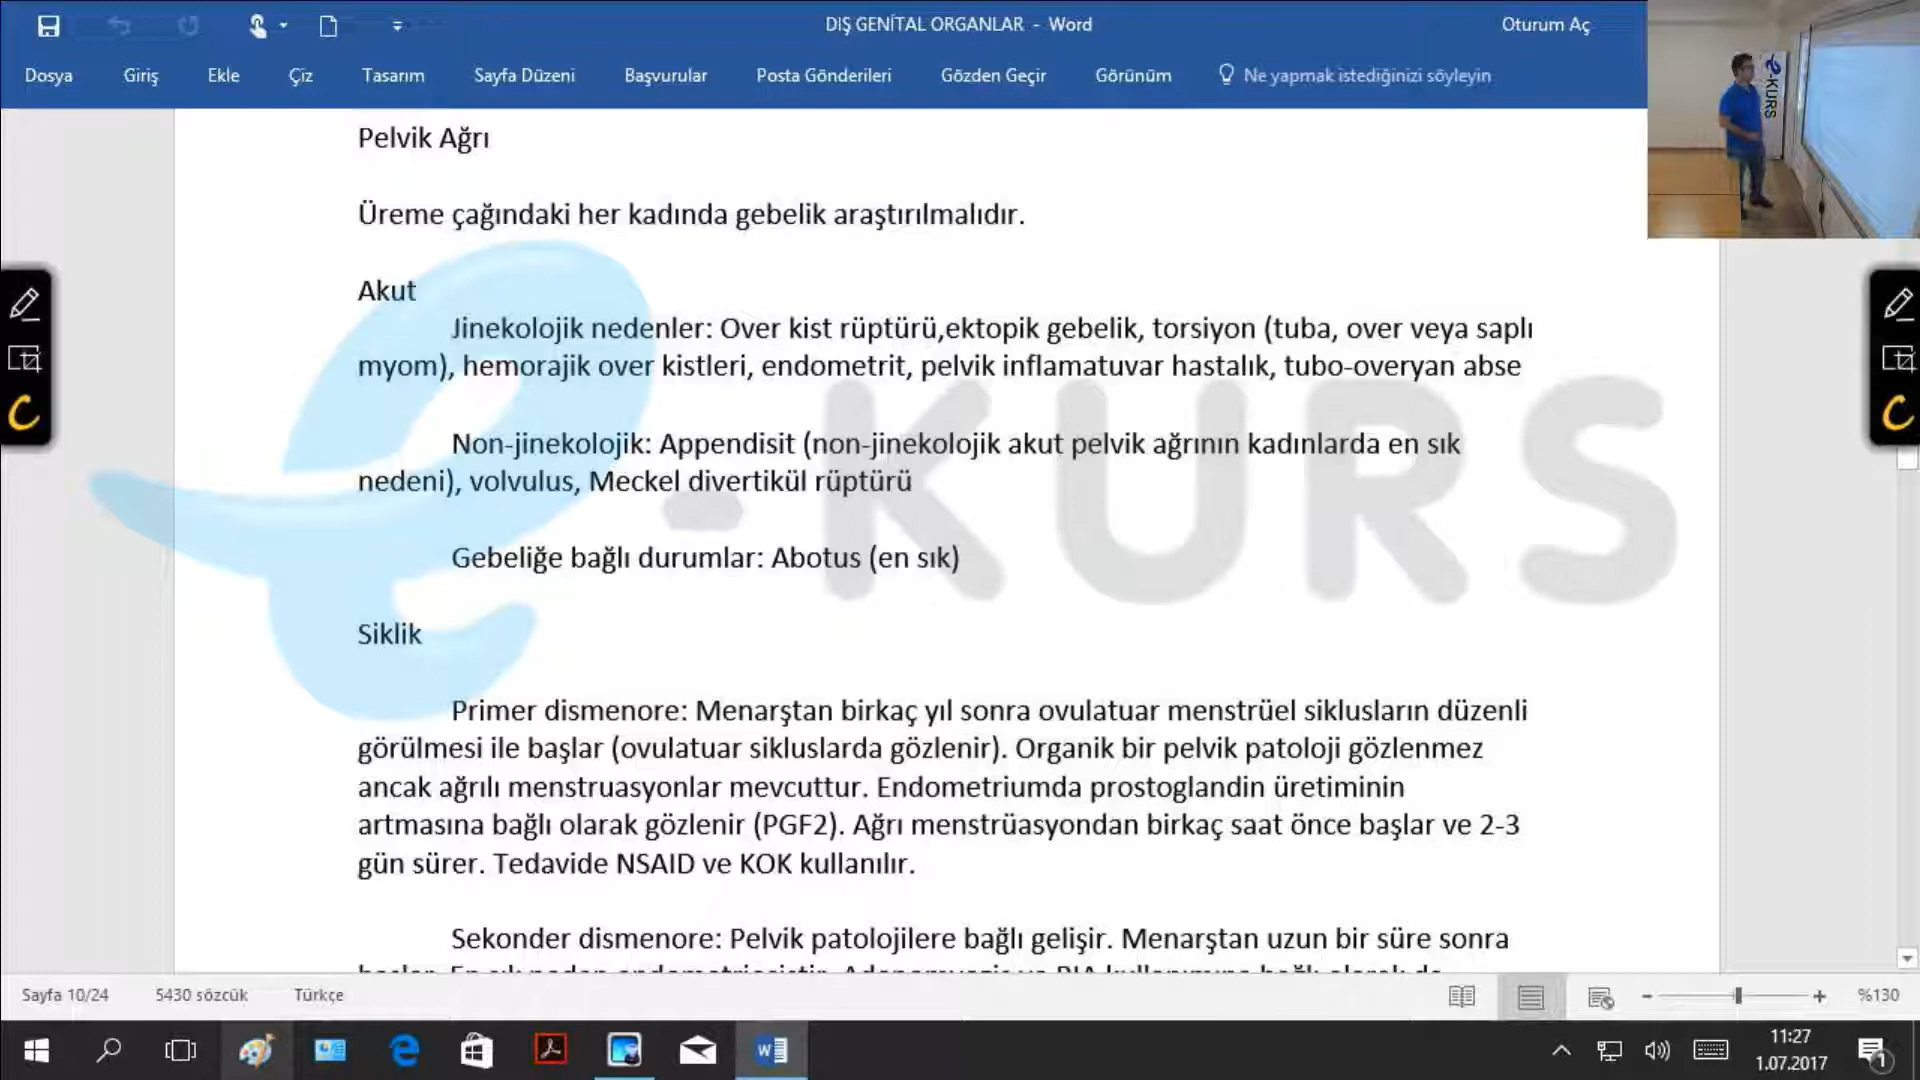 DIŞ GENİTAL ORGANLAR - Word
Oturum Aç
Dosya Giriş Ekle Çiz Tasarım Sayfa Düzeni Başvurular Posta Gönderileri Gözden Geçir Görünüm Ne yapmak istediğinizi söyleyin
e-KURS
Pelvik Ağrı
Üreme çağındaki her kadında gebelik araştırılmalıdır.
Akut
Jinekolojik nedenler: Over kist rüptürü,ektopik gebelik, torsiyon (tuba, over veya saplı
myom), hemorajik over kistleri, endometrit, pelvik inflamatuvar hastalık, tubo-overyan abse
Non-jinekolojik: Appendisit (non-jinekolojik akut pelvik ağrının kadınlarda en sık
nedeni), volvulus, Meckel divertikül rüptürü
Gebeliğe bağlı durumlar: Abotus (en sık)
Siklik
Primer dismenore: Menarştan birkaç yıl sonra ovulatuar menstrüel siklusların düzenli
görülmesi ile başlar (ovulatuar sikluslarda gözlenir). Organik bir pelvik patoloji gözlenmez
ancak ağrılı menstruasyonlar mevcuttur. Endometriumda prostoglandin üretiminin
artmasına bağlı olarak gözlenir (PGF2). Ağrı menstrüasyondan birkaç saat önce başlar ve 2-3
gün sürer. Tedavide NSAID ve KOK kullanılır.
Sekonder dismenore: Pelvik patolojilere bağlı gelişir. Menarştan uzun bir süre sonra
e-KURS
Sayfa 10/24 5430 sözcük Türkçe
%130
11:27
1.07.2017
1